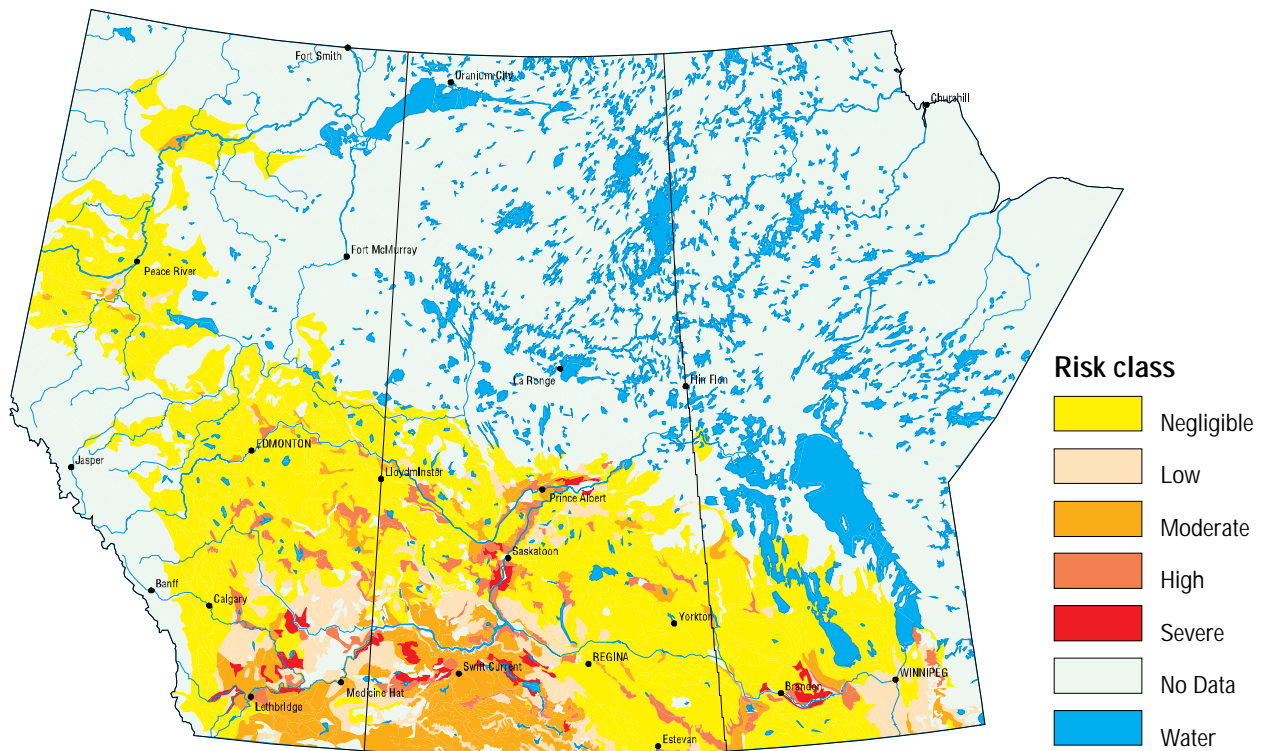 Fort Smith
Uranium City
Churchill
Fort McMurray
Peace River
La Ronge
Flin Flon
Risk class
Negligible
Low
Moderate
High
Severe
No Data
Water
EDMONTON
Jasper
Lloydminster
Prince Albert
Saskatoon
Banff
Calgary
Yorkton
REGINA
Swift Current
Medicine Hat
Lethbridge
Brandon
WINNIPEG
Estevan